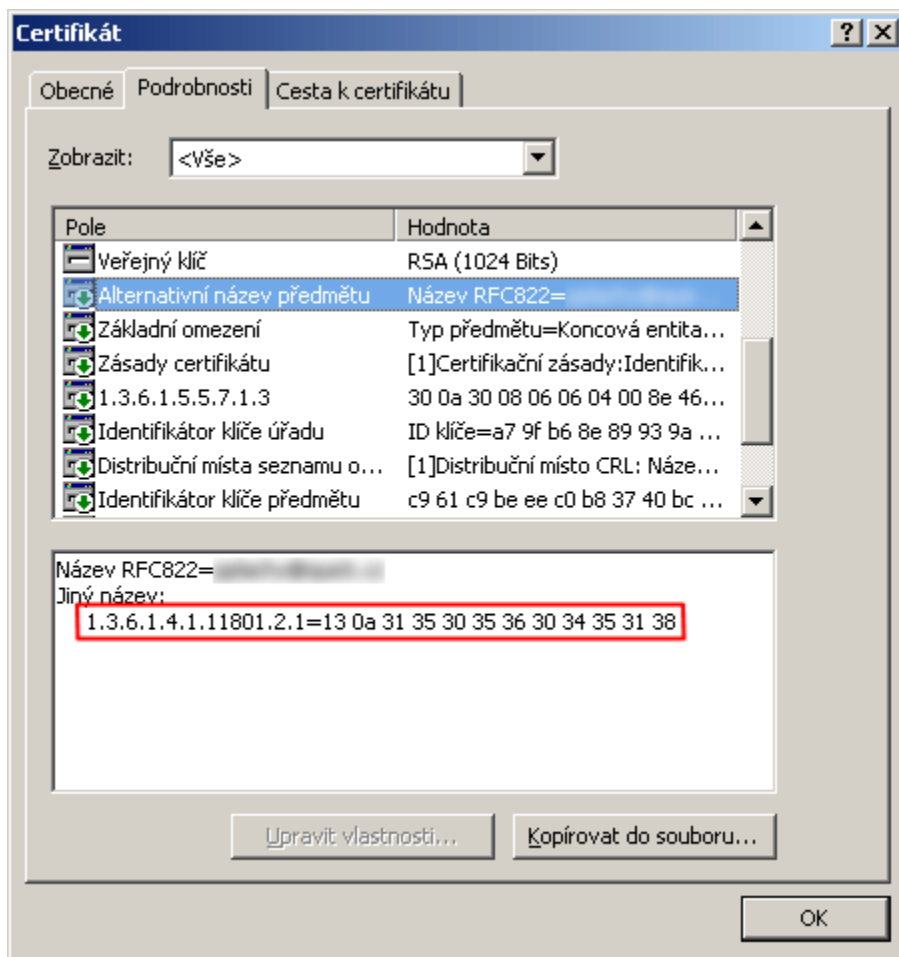 Certifikát
Obecné Podrobnosti Cesta k certifikátu
Zobrazit: <Vše>
Pole Hodnota
Veřejný klíč RSA (1024 Bits)
Alternativní název předmětu Název RFC822=
Základní omezení Typ předmětu=Koncová entita...
Zásady certifikátu [1]Certifikační zásady:Identifik...
1.3.6.1.5.5.7.1.3 30 0a 30 08 06 06 04 00 8e 46...
Identifikátor klíče úřadu ID klíče=a7 9f b6 8e 89 93 9a ...
Distribuční místa seznamu o... [1]Distribuční místo CRL: Náze...
Identifikátor klíče předmětu c9 61 c9 be ee c0 b8 37 40 bc ...
Název RFC822=
Jiný název:
1.3.6.1.4.1.11801.2.1=13 0a 31 35 30 35 36 30 34 35 31 38
Upravit vlastnosti... Kopírovat do souboru...
OK